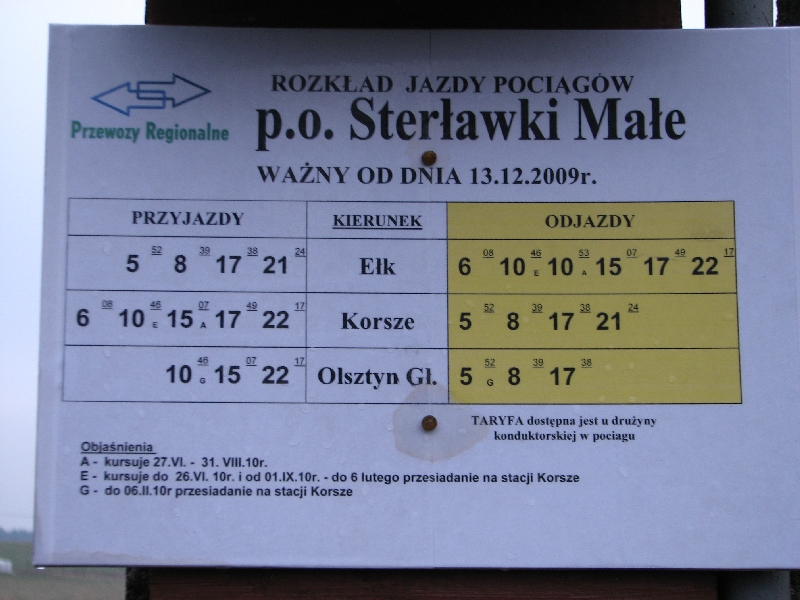 ROZKŁAD JAZDY POCIĄGÓW
Przewozy Regionalne
p.o. Sterławki Małe
WAŻNY OD DNIA 13.12.2009r.
PRZYJAZDY KIERUNEK ODJAZDY
5 52 8 39 17 38 21 24 Ełk 6 08 10 46 E 10 53 A 15 07 17 49 22 17
6 08 10 46 E 15 07 A 17 49 22 17 Korsze 5 52 8 39 17 38 21 24
10 46 G 15 07 22 17 Olsztyn Gł. 5 52 G 8 39 17 38
TARYFA dostępna jest u drużyny
konduktorskiej w pociagu
Objaśnienia
A - kursuje 27.VI. - 31. VIII.10r.
E - kursuje do 26.VI. 10r. i od 01.IX.10r. - do 6 lutego przesiadanie na stacji Korsze
G - do 06.II.10r przesiadanie na stacji Korsze